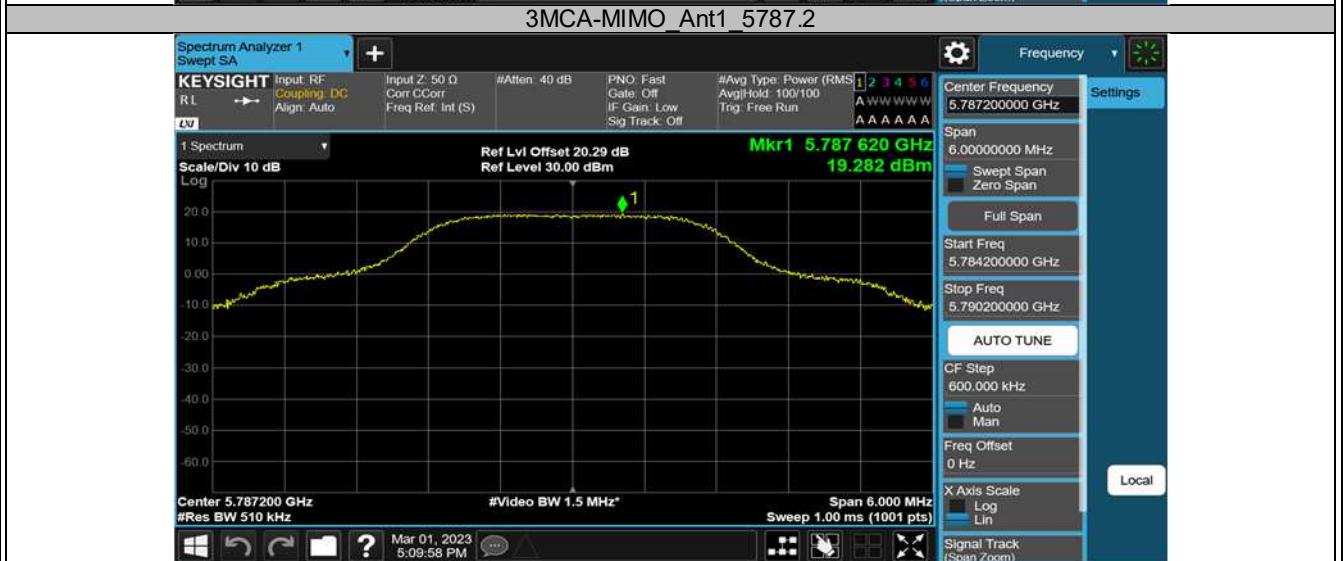 (Span Zoom)
3MCA-MIMO_Ant1_5787.2
Spectrum Analyzer 1
Swept SA
+
Frequency
KEYSIGHT
RL
LXI
Input: RF
Coupling: DC
Align: Auto
Input Z: 50 Ω
Corr CCorr
Freq Ref: Int (S)
#Atten: 40 dB
PNO: Fast
Gate: Off
IF Gain: Low
Sig Track: Off
#Avg Type: Power (RMS
Avg|Hold: 100/100
Trig: Free Run
1 2 3 4 5 6
A W W W W W
A A A A A A
1 Spectrum
Scale/Div 10 dB
Log
Ref Lvl Offset 20.29 dB
Ref Level 30.00 dBm
Mkr1 5.787 620 GHz
19.282 dBm
1
20.0
10.0
0.00
-10.0
-20.0
-30.0
-40.0
-50.0
-60.0
Center 5.787200 GHz
#Res BW 510 kHz
#Video BW 1.5 MHz*
Span 6.000 MHz
Sweep 1.00 ms (1001 pts)
Center Frequency
5.787200000 GHz
Settings
Span
6.00000000 MHz
Swept Span
Zero Span
Full Span
Start Freq
5.784200000 GHz
Stop Freq
5.790200000 GHz
AUTO TUNE
CF Step
600.000 kHz
Auto
Man
Freq Offset
0 Hz
X Axis Scale
Log
Lin
Local
Signal Track
(Span Zoom)
?
Mar 01, 2023
5:09:58 PM